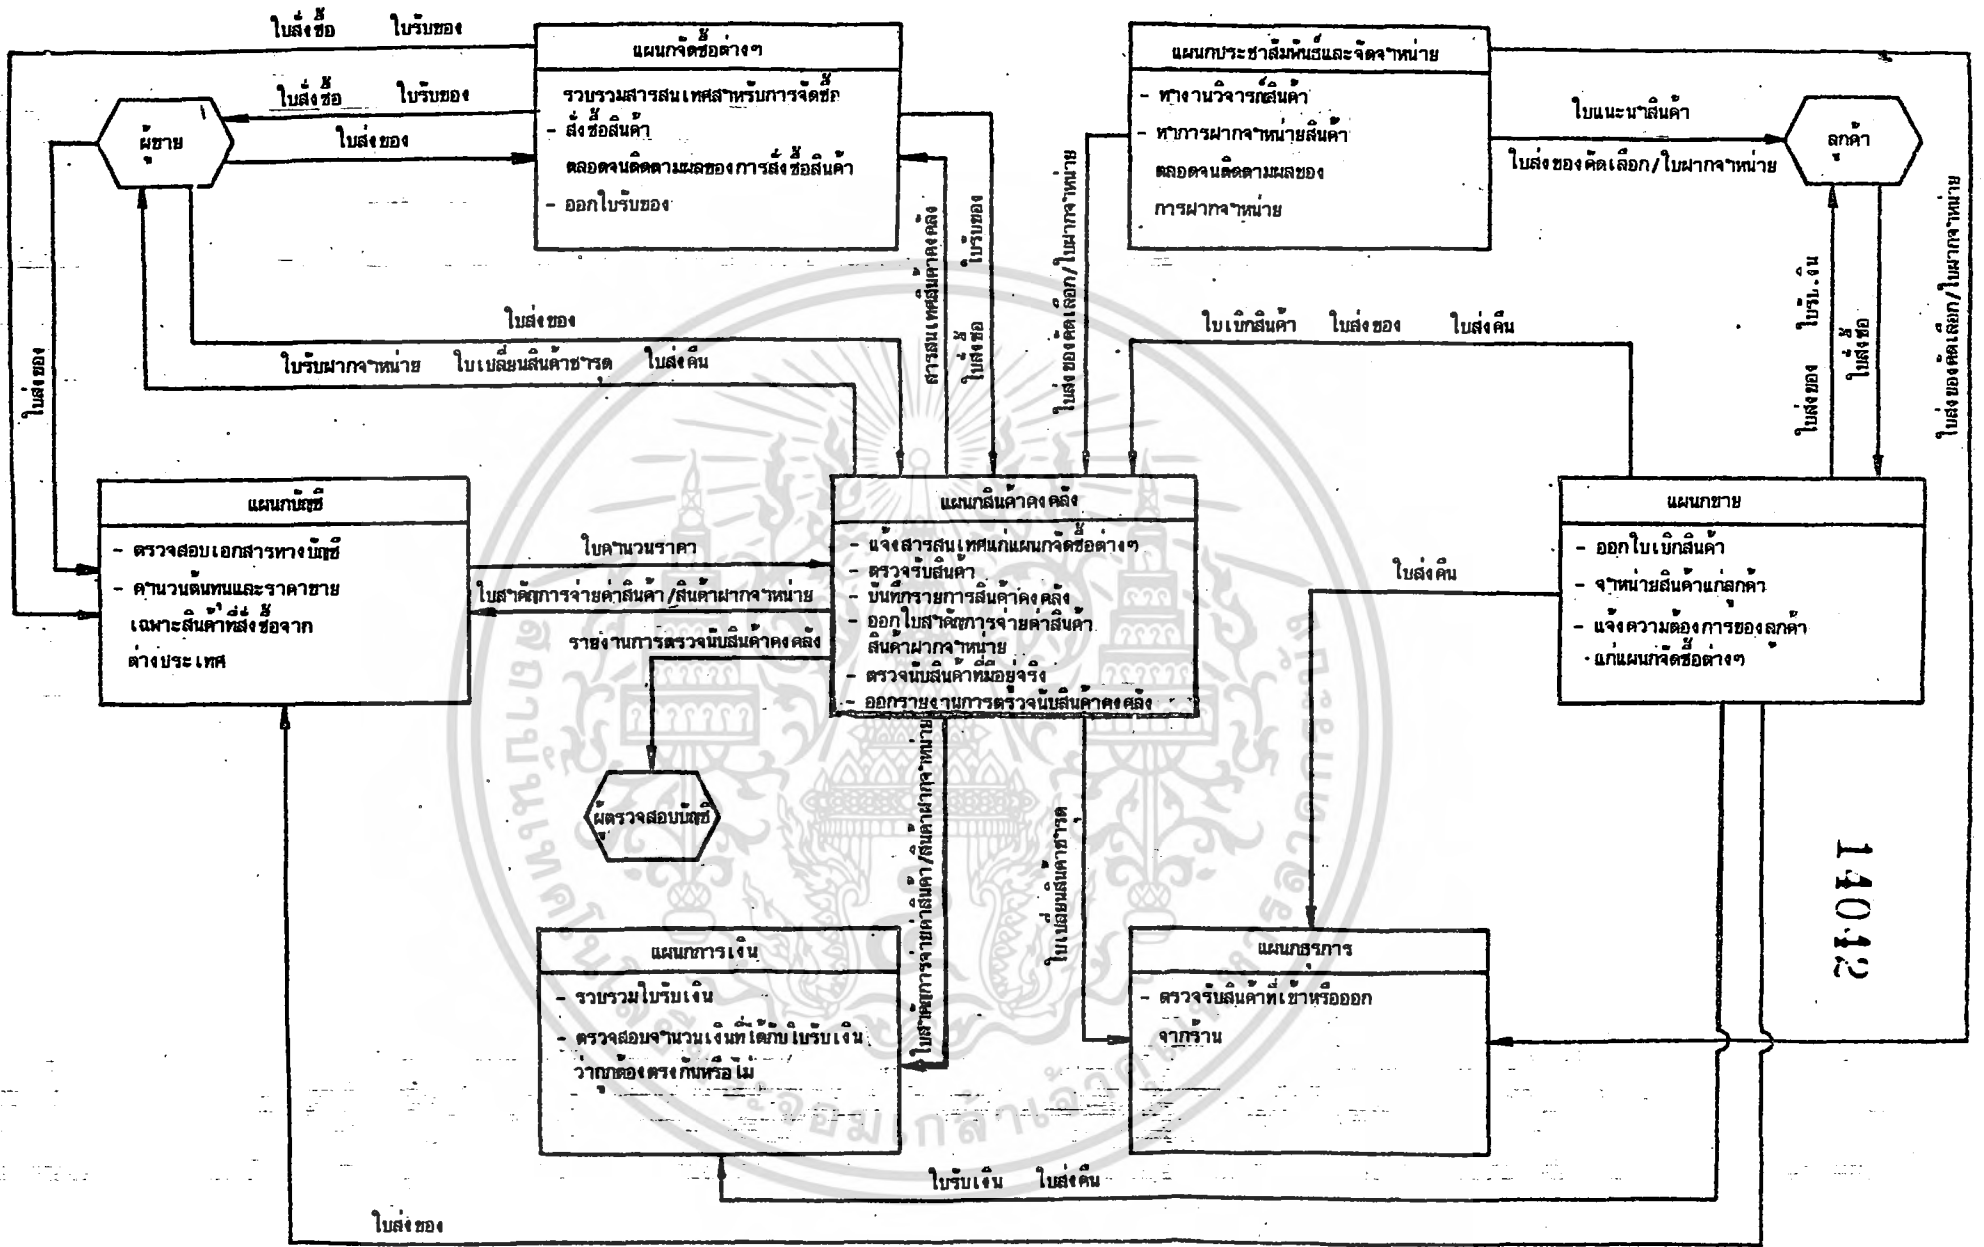 ใบสั่งซื้อ ใบรับของ
แผนกจัดซื้อต่างๆ
รวบรวมสารสนเทศสำหรับการจัดซื้อ
- สั่งซื้อสินค้า
ตลอดจนติดตามผลของการสั่งซื้อสินค้า
- ออกใบรับของ
ใบสั่งซื้อ ใบรับของ
ผู้ขาย
ใบส่งของ
แผนกประชาสัมพันธ์และจัดจำหน่าย
- ทำงานวิจารณ์สินค้า
- ทำการฝากจำหน่ายสินค้า
ตลอดจนติดตามผลของ
การฝากจำหน่าย
ใบแนะนำสินค้า
ใบส่งของคัดเลือก/ใบฝากจำหน่าย
ลูกค้า
ใบส่งของ
สารสนเทศสินค้าคงคลัง
ใบสั่งซื้อ ใบรับของ
ใบส่งของคัดเลือก/ใบฝากจำหน่าย
ใบส่งของ ใบรับเงิน
ใบสั่งซื้อ
ใบส่งของคัดเลือก/ใบฝากจำหน่าย
ใบส่งของ
ใบรับฝากจำหน่าย ใบเปลี่ยนสินค้าชำรุด ใบส่งคืน
ใบเบิกสินค้า ใบส่งของ ใบส่งคืน
แผนกบัญชี
- ตรวจสอบเอกสารทางบัญชี
- คำนวนต้นทุนและราคาขาย
เฉพาะสินค้าที่สั่งซื้อจาก
ต่างประเทศ
ใบคำนวนราคา
ใบสำคัญการจ่ายค่าสินค้า/สินค้าฝากจำหน่าย
รายงานการตรวจนับสินค้าคงคลัง
แผนกสินค้าคงคลัง
- แจ้งสารสนเทศแก่แผนกจัดซื้อต่างๆ
- ตรวจรับสินค้า
- บันทึกรายการสินค้าคงคลัง
- ออกใบสำคัญการจ่ายค่าสินค้า
สินค้าฝากจำหน่าย
- ตรวจนับสินค้าที่มีอยู่จริง
- ออกรายงานการตรวจนับสินค้าคงคลัง
ใบส่งคืน
แผนกขาย
- ออกใบเบิกสินค้า
- จำหน่ายสินค้าแก่ลูกค้า
- แจ้งความต้องการของลูกค้า
แก่แผนกจัดซื้อต่างๆ
ผู้ตรวจสอบบัญชี
ใบสำคัญการจ่ายค่าสินค้า/สินค้าฝากจำหน่าย
ใบเปลี่ยนสินค้าชำรุด
14042
แผนกการเงิน
- รวบรวมใบรับเงิน
- ตรวจสอบจำนวนเงินที่ได้กับใบรับเงิน
ว่าถูกต้องตรงกันหรือไม่
แผนกธุรการ
- ตรวจรับสินค้าที่เข้าหรือออก
จากร้าน
ใบรับเงิน ใบส่งคืน
ใบส่งของ
สถาบันเทคโนโลยีพระจอมเกล้าเจ้าคุณทหารลาดกระบัง